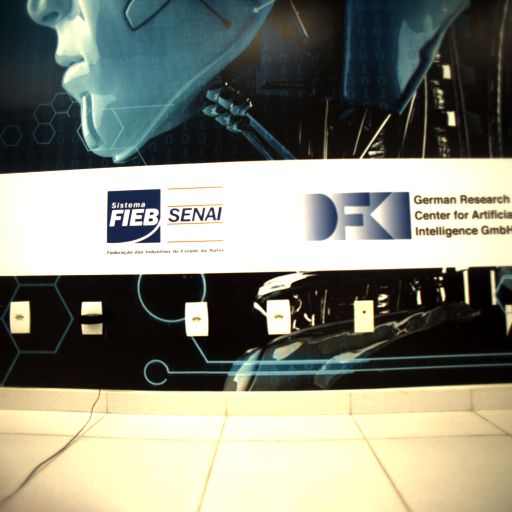 Sistema
FIEB SENAI
Federação das Indústrias do Estado da Bahia
DFKI
German Research
Center for Artificia
Intelligence GmbH